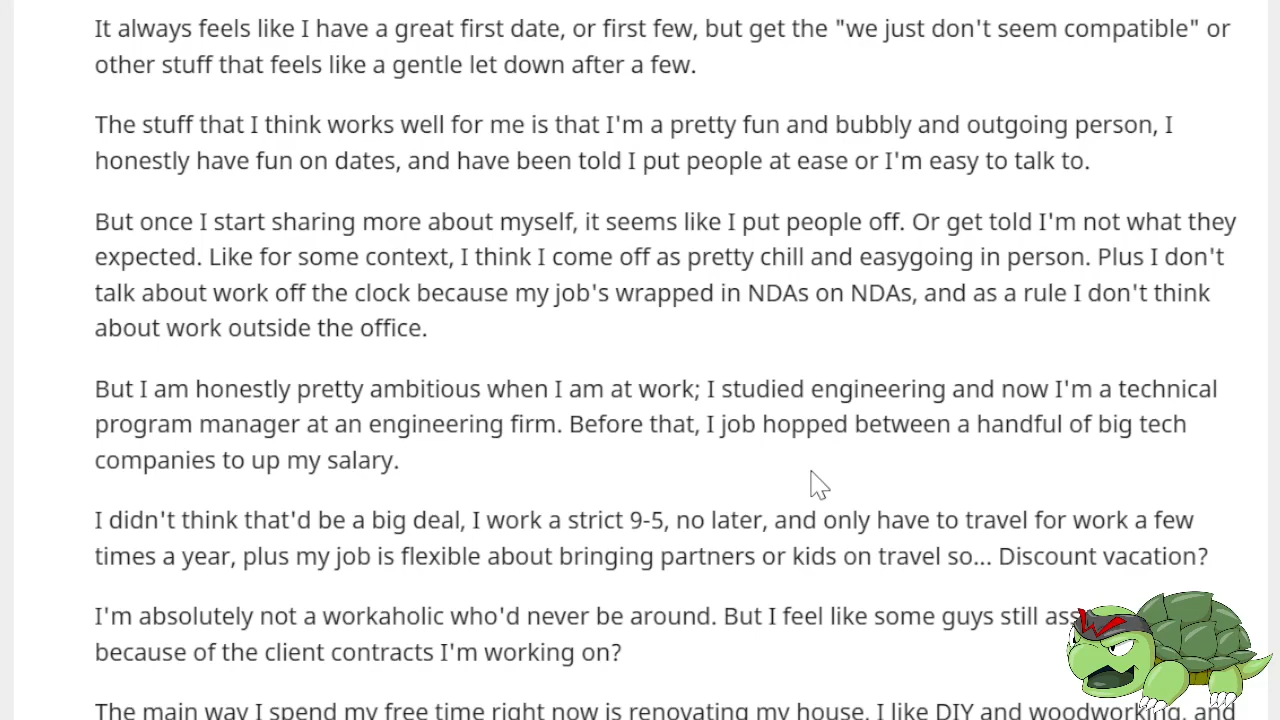 It always feels like I have a great first date, or first few, but get the "we just don't seem compatible" or
other stuff that feels like a gentle let down after a few.
The stuff that I think works well for me is that I'm a pretty fun and bubbly and outgoing person, I
honestly have fun on dates, and have been told I put people at ease or I'm easy to talk to.
But once I start sharing more about myself, it seems like I put people off. Or get told I'm not what they
expected. Like for some context, I think I come off as pretty chill and easygoing in person. Plus I don't
talk about work off the clock because my job's wrapped in NDAs on NDAs, and as a rule I don't think
about work outside the office.
But I am honestly pretty ambitious when I am at work; I studied engineering and now I'm a technical
program manager at an engineering firm. Before that, I job hopped between a handful of big tech
companies to up my salary.
I didn't think that'd be a big deal, I work a strict 9-5, no later, and only have to travel for work a few
times a year, plus my job is flexible about bringing partners or kids on travel so... Discount vacation?
I'm absolutely not a workaholic who'd never be around. But I feel like some guys still
because of the client contracts I'm working on?
The main way I spend my free time right now is renovating my house, I like DIY and woodworking, and